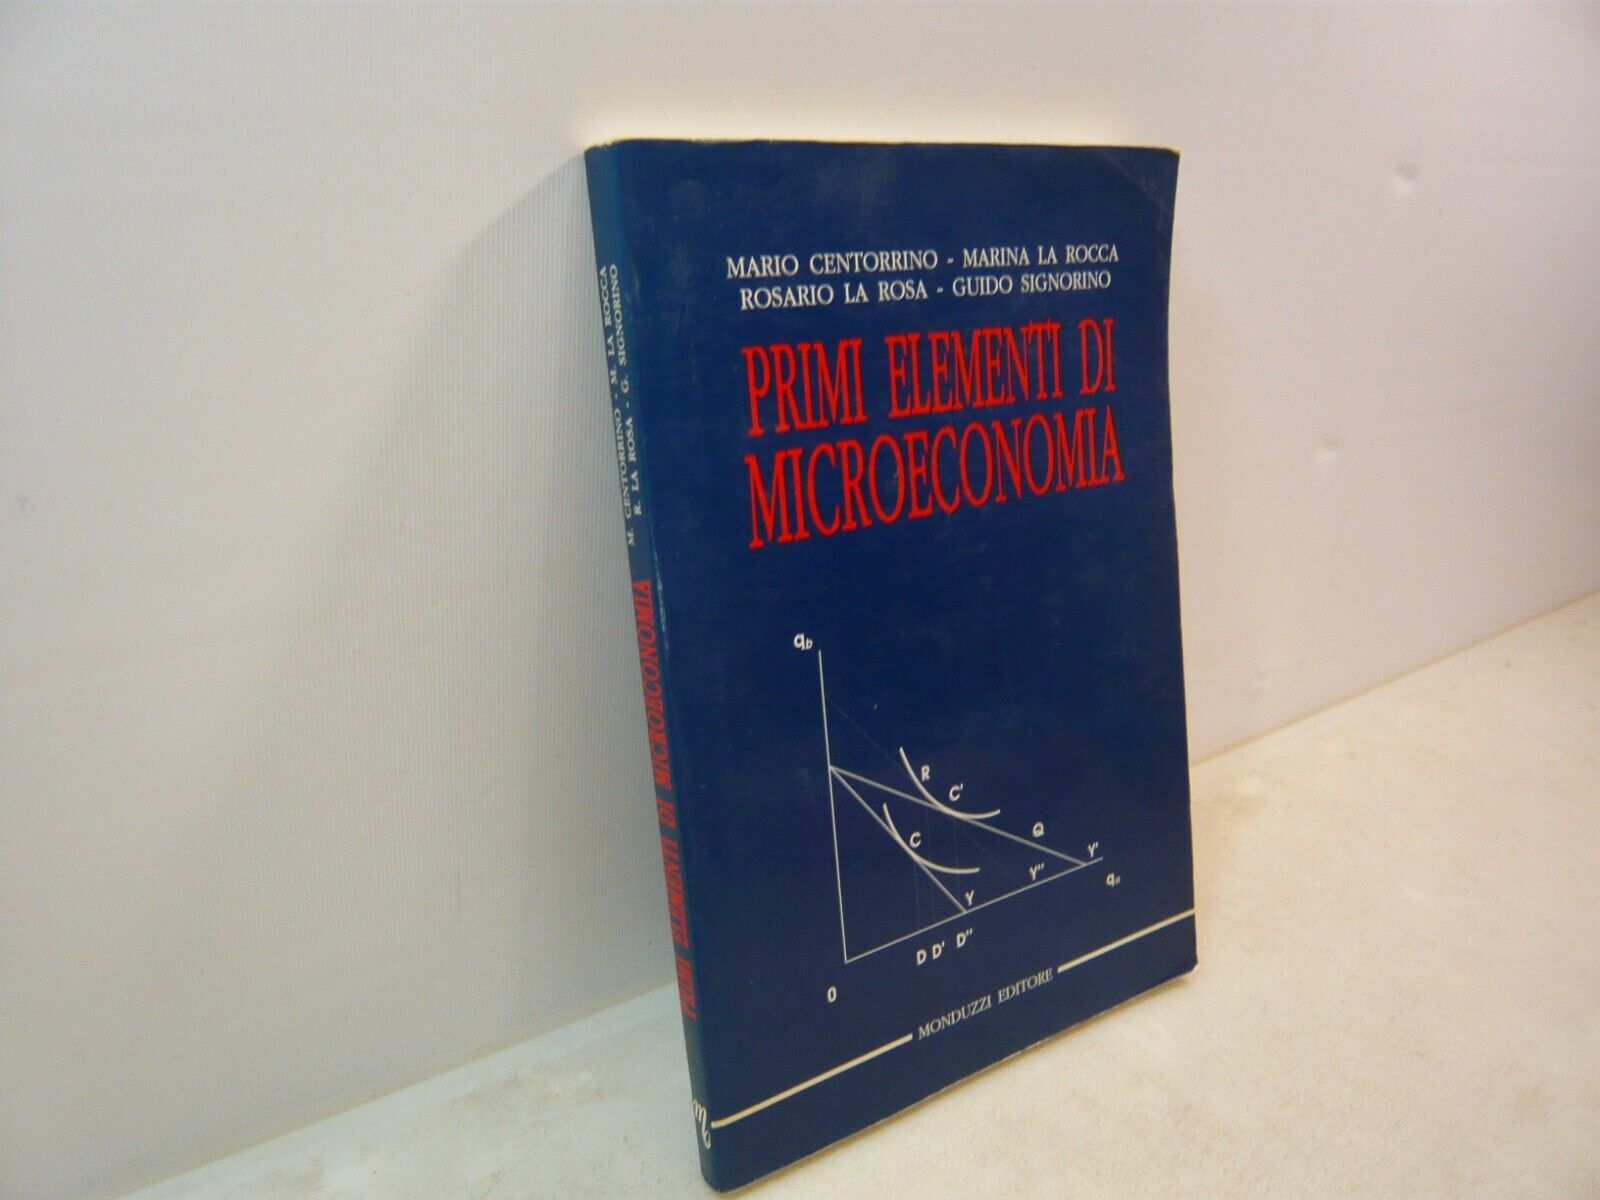 MARIO CENTORRINO - MARINA LA ROCCA
ROSARIO LA ROSA - GUIDO SIGNORINO
PRIMI ELEMENTI DI
MICROECONOMIA
qb
R
C'
C
Q
Y'
Y''
Y
qa
D D' D''
0
MONDUZZI EDITORE
M. CENTORRINO - M. LA ROCCA
R. LA ROSA - G. SIGNORINO
PRIMI ELEMENTI DI MICROECONOMIA